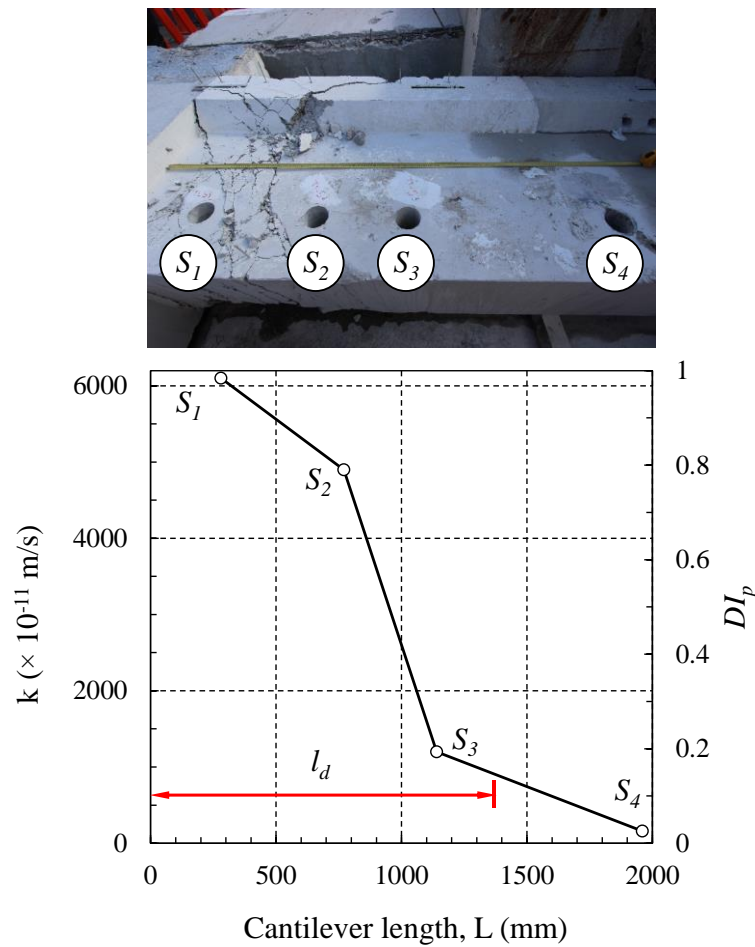 S₁ S₂ S₃ S₄
6000
4000
2000
0
k (× 10⁻¹¹ m/s)
1
0.8
0.6
0.4
0.2
0
DIₚ
S₁
S₂
S₃
S₄
l_d
0 500 1000 1500 2000
Cantilever length, L (mm)